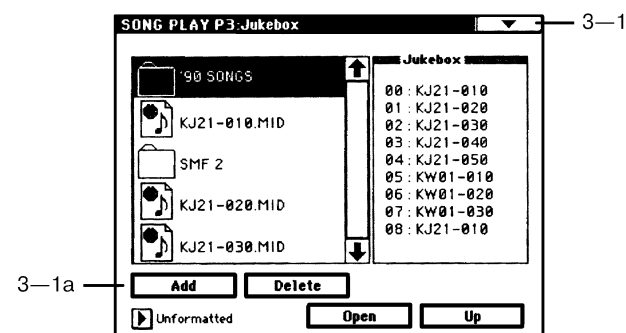 SONG PLAY P3:Jukebox
3—1
'90 SONGS
KJ21-010.MID
SMF 2
KJ21-020.MID
KJ21-030.MID
Jukebox
00 : KJ21-010
01 : KJ21-020
02 : KJ21-030
03 : KJ21-040
04 : KJ21-050
05 : KW01-010
06 : KW01-020
07 : KW01-030
08 : KJ21-010
3—1a
Add
Delete
Unformatted
Open
Up